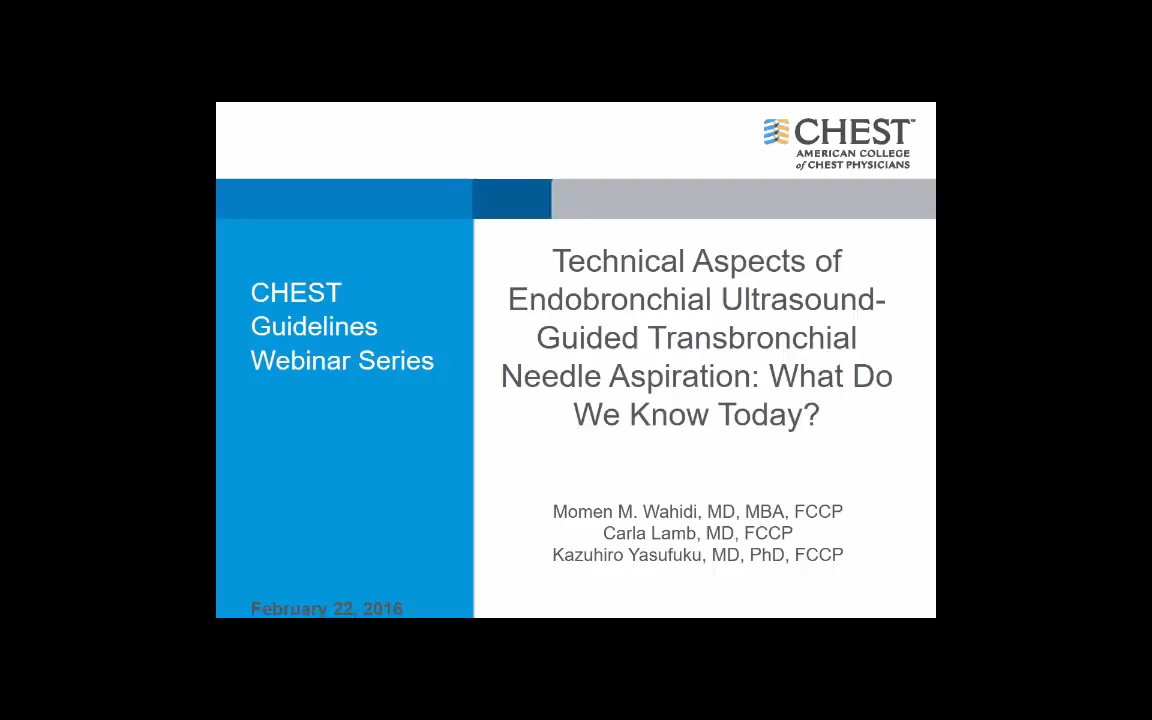 CHEST™
AMERICAN COLLEGE
of CHEST PHYSICIANS
CHEST
Guidelines
Webinar Series
February 22, 2016
Technical Aspects of
Endobronchial Ultrasound-
Guided Transbronchial
Needle Aspiration: What Do
We Know Today?
Momen M. Wahidi, MD, MBA, FCCP
Carla Lamb, MD, FCCP
Kazuhiro Yasufuku, MD, PhD, FCCP